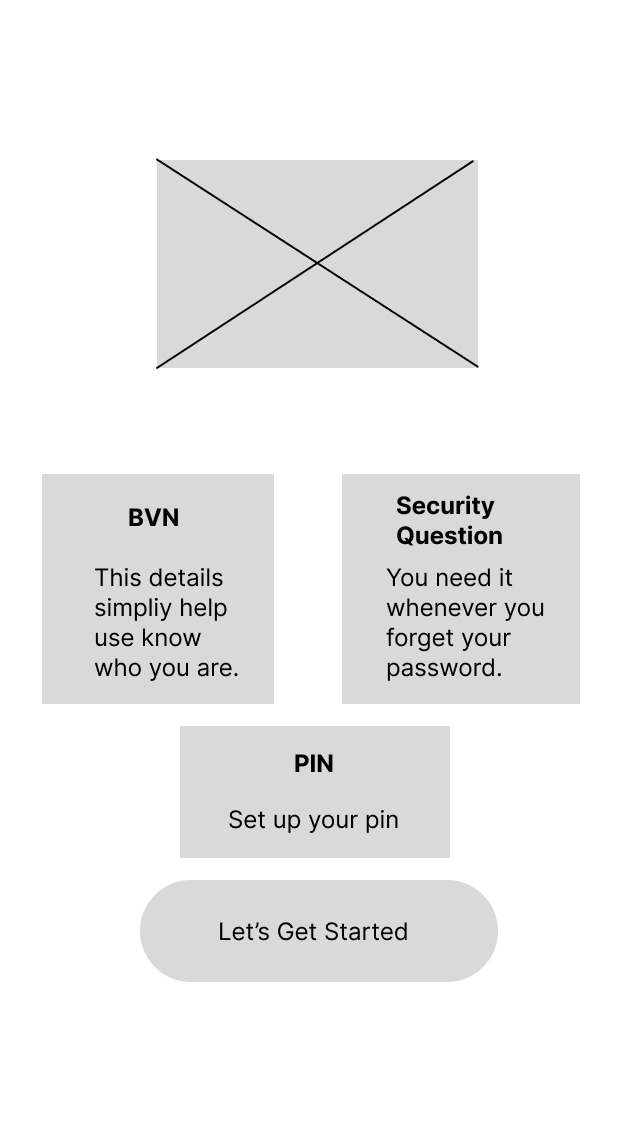 BVN
This details
simpliy help
use know
who you are.
Security
Question
You need it
whenever you
forget your
password.
PIN
Set up your pin
Let’s Get Started